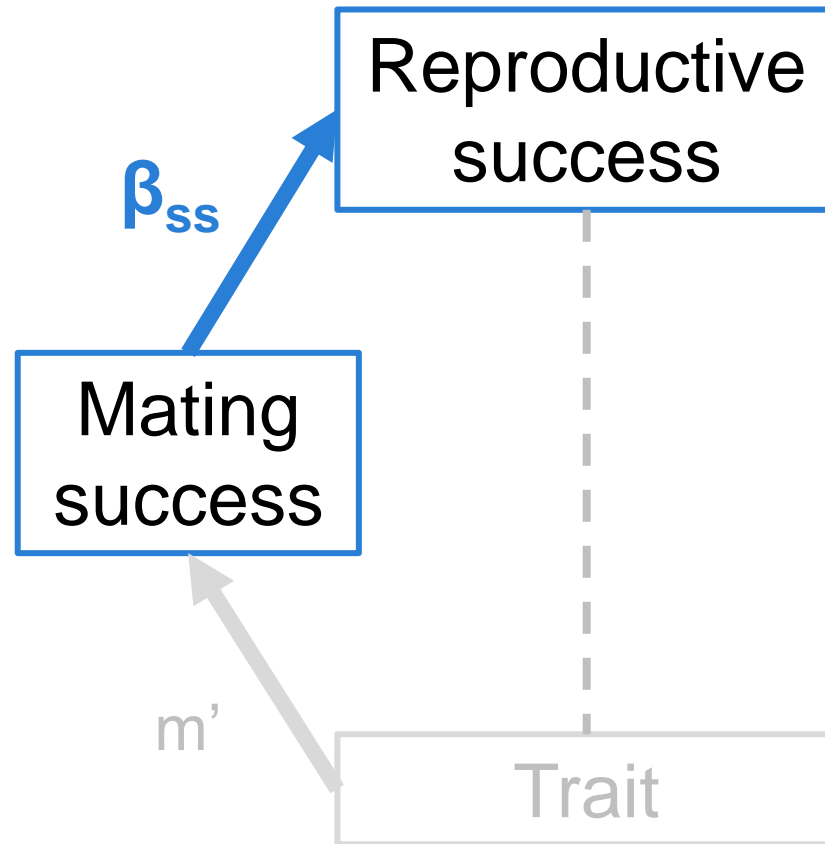 Reproductive
success
βss
Mating
success
m’
Trait